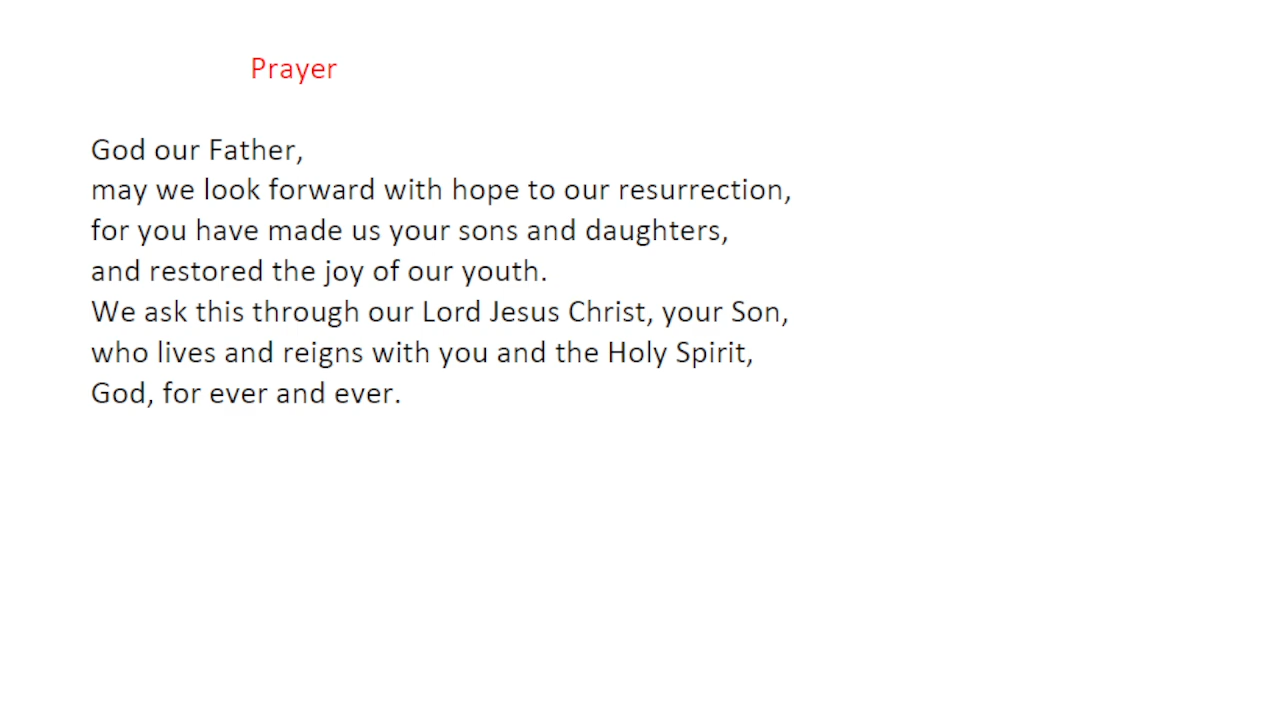 Prayer
God our Father,
may we look forward with hope to our resurrection,
for you have made us your sons and daughters,
and restored the joy of our youth.
We ask this through our Lord Jesus Christ, your Son,
who lives and reigns with you and the Holy Spirit,
God, for ever and ever.